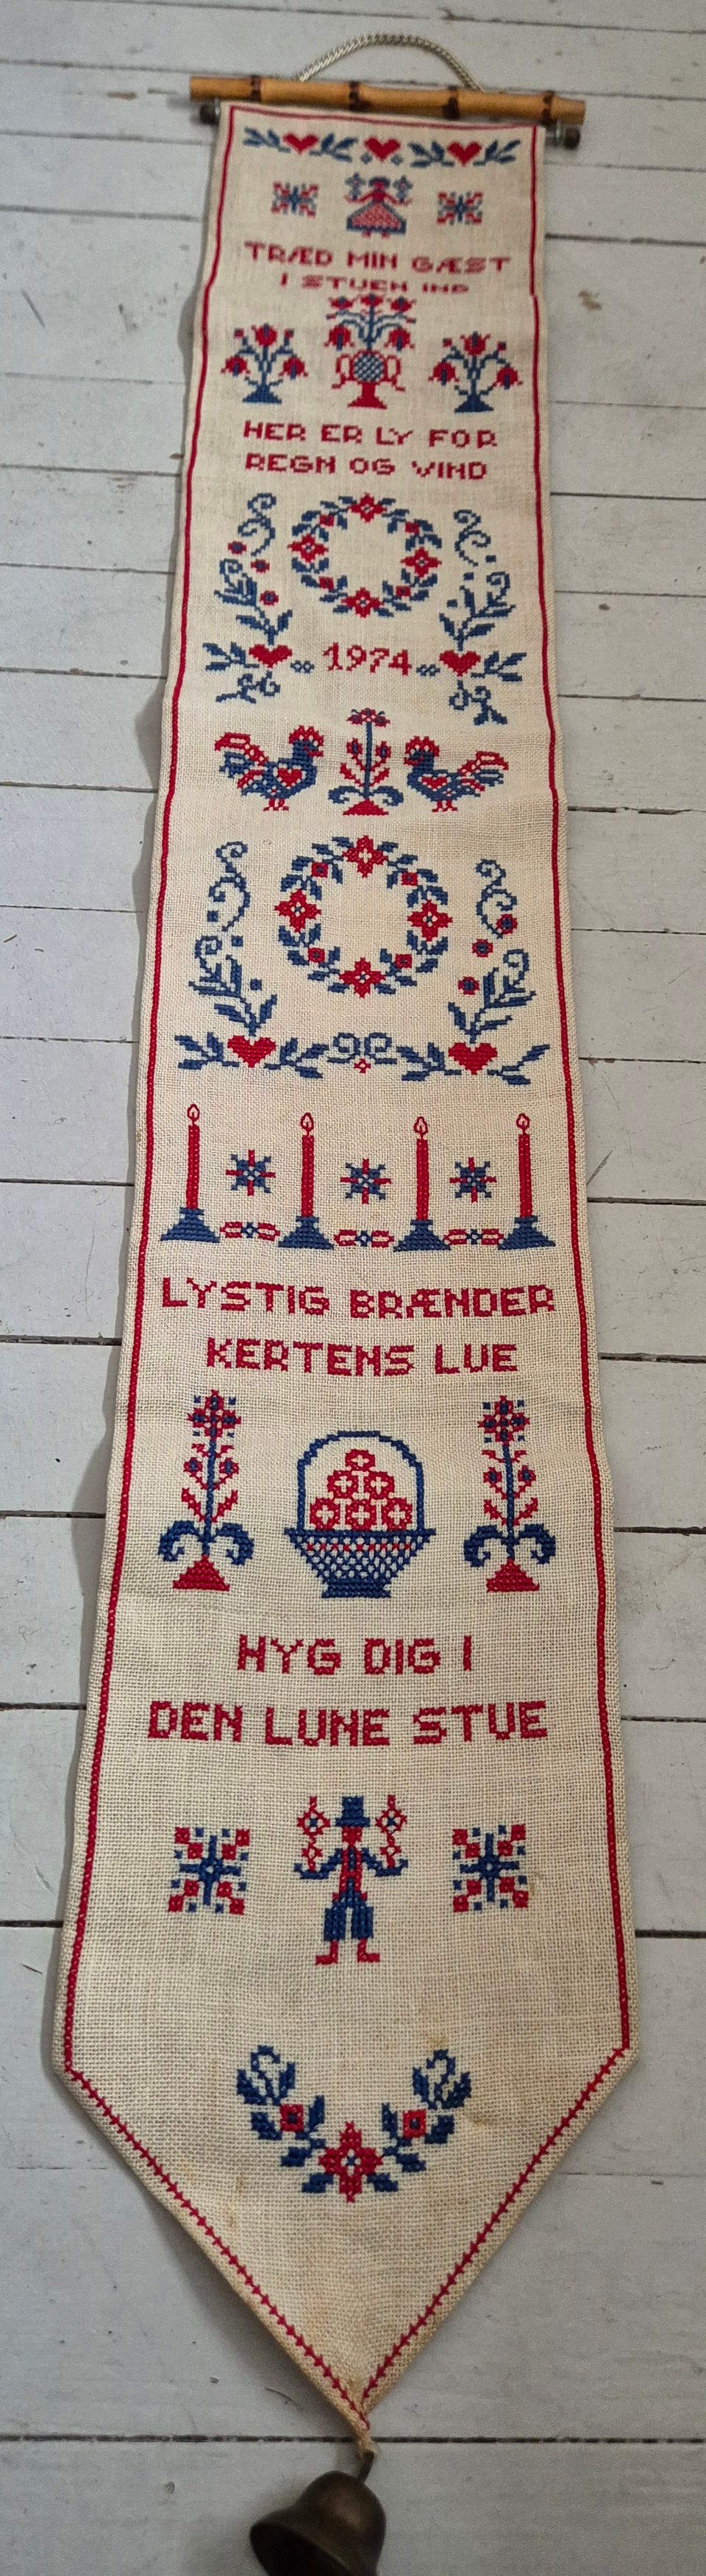 TRÆD MIN GÆST
I STUEN IND
HER ER LY FOR
REGN OG VIND
1974
LYSTIG BRÆNDER
KERTENS LUE
HYG DIG I
DEN LUNE STUE